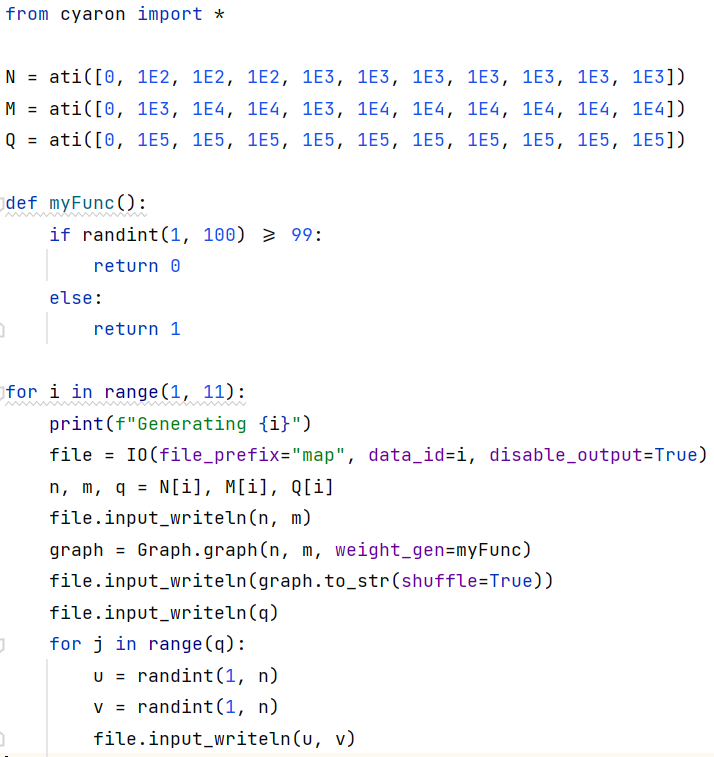 from cyaron import *
N = ati([0, 1E2, 1E2, 1E2, 1E3, 1E3, 1E3, 1E3, 1E3, 1E3, 1E3])
M = ati([0, 1E3, 1E4, 1E4, 1E3, 1E4, 1E4, 1E4, 1E4, 1E4, 1E4])
Q = ati([0, 1E5, 1E5, 1E5, 1E5, 1E5, 1E5, 1E5, 1E5, 1E5, 1E5])
def myFunc():
    if randint(1, 100) ≥ 99:
        return 0
    else:
        return 1
for i in range(1, 11):
    print(f"Generating {i}")
    file = IO(file_prefix="map", data_id=i, disable_output=True)
    n, m, q = N[i], M[i], Q[i]
    file.input_writeln(n, m)
    graph = Graph.graph(n, m, weight_gen=myFunc)
    file.input_writeln(graph.to_str(shuffle=True))
    file.input_writeln(q)
    for j in range(q):
        u = randint(1, n)
        v = randint(1, n)
        file.input_writeln(u, v)